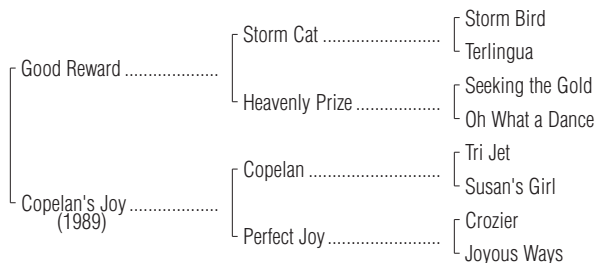 Storm Bird
Storm Cat ........................
Terlingua
Good Reward ...................
Seeking the Gold
Heavenly Prize .................
Oh What a Dance
Tri Jet
Copelan ...........................
Susan's Girl
Copelan's Joy ..................
(1989)
Crozier
Perfect Joy .......................
Joyous Ways